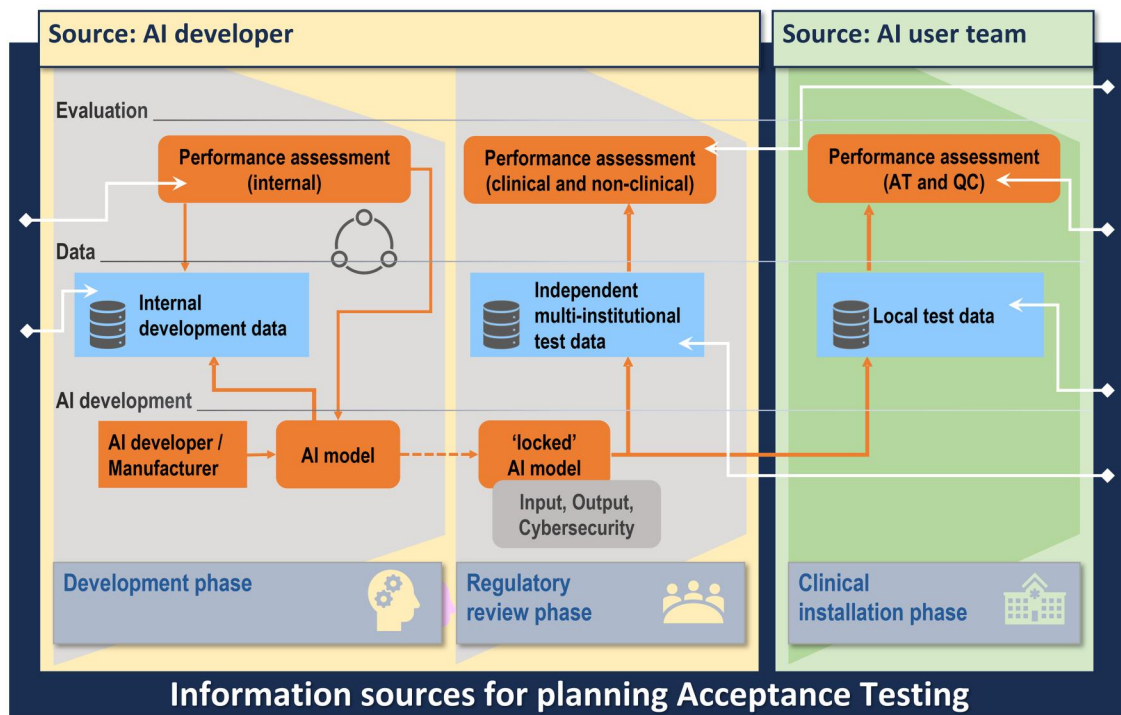 Source: AI developer
Source: AI user team
Evaluation
Performance assessment
(internal)
Performance assessment
(clinical and non-clinical)
Performance assessment
(AT and QC)
Data
Internal
development data
Independent
multi-institutional
test data
Local test data
AI development
AI developer /
Manufacturer
AI model
‘locked’
AI model
Input, Output,
Cybersecurity
Development phase
Regulatory
review phase
Clinical
installation phase
Information sources for planning Acceptance Testing